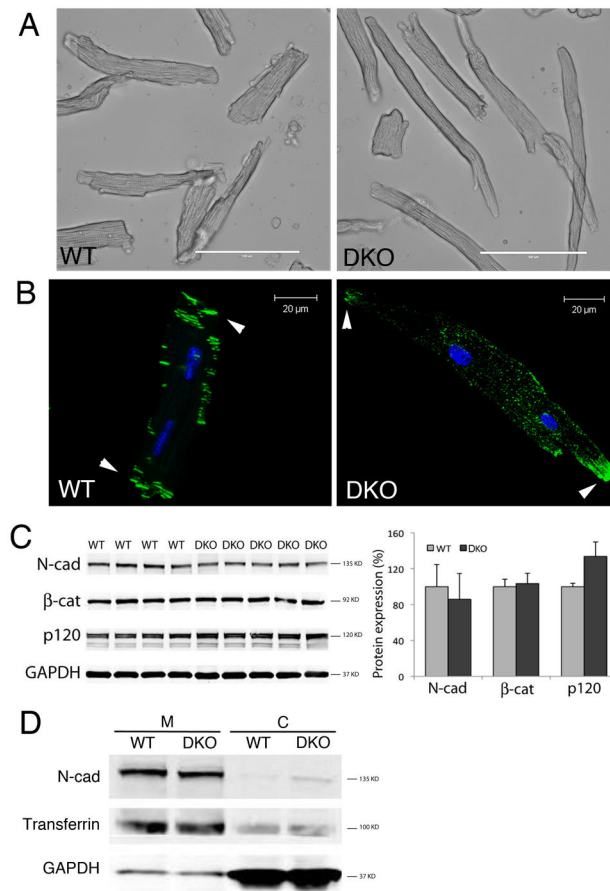 A
WT
DKO
B
20 µm
WT
20 µm
DKO
C
WT WT WT WT DKO DKO DKO DKO DKO
N-cad
135 KD
β-cat
92 KD
p120
120 KD
GAPDH
37 KD
WT DKO
Protein expression (%)
160
120
80
40
0
N-cad β-cat p120
D
M C
WT DKO WT DKO
N-cad
135 KD
Transferrin
100 KD
GAPDH
37 KD